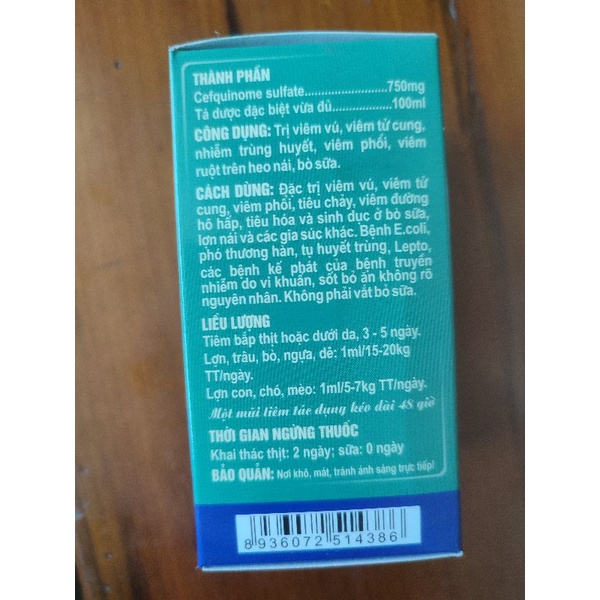 THÀNH PHẦN
Cefquinome sulfate.........................750mg
Tá dược đặc biệt vừa đủ..................100ml
CÔNG DỤNG: Trị viêm vú, viêm tử cung,
nhiễm trùng huyết, viêm phổi, viêm
ruột trên heo nái, bò sữa.
CÁCH DÙNG: Đặc trị viêm vú, viêm tử
cung, viêm phổi, tiêu chảy, viêm đường
hô hấp, tiêu hóa và sinh dục ở bò sữa,
lợn nái và các gia súc khác. Bệnh E.coli,
phó thương hàn, tụ huyết trùng, Lepto,
các bệnh kế phát của bệnh truyền
nhiễm do vi khuẩn, sốt bỏ ăn không rõ
nguyên nhân. Không phải vắt bỏ sữa.
LIỀU LƯỢNG
Tiêm bắp thịt hoặc dưới da, 3 - 5 ngày.
Lợn, trâu, bò, ngựa, dê: 1ml/15-20kg
TT/ngày.
Lợn con, chó, mèo: 1ml/5-7kg TT/ngày.
Một mũi tiêm tác dụng kéo dài 48 giờ
THỜI GIAN NGỪNG THUỐC
Khai thác thịt: 2 ngày; sữa: 0 ngày
BẢO QUẢN: Nơi khô, mát, tránh ánh sáng trực tiếp!
8 936072 514386